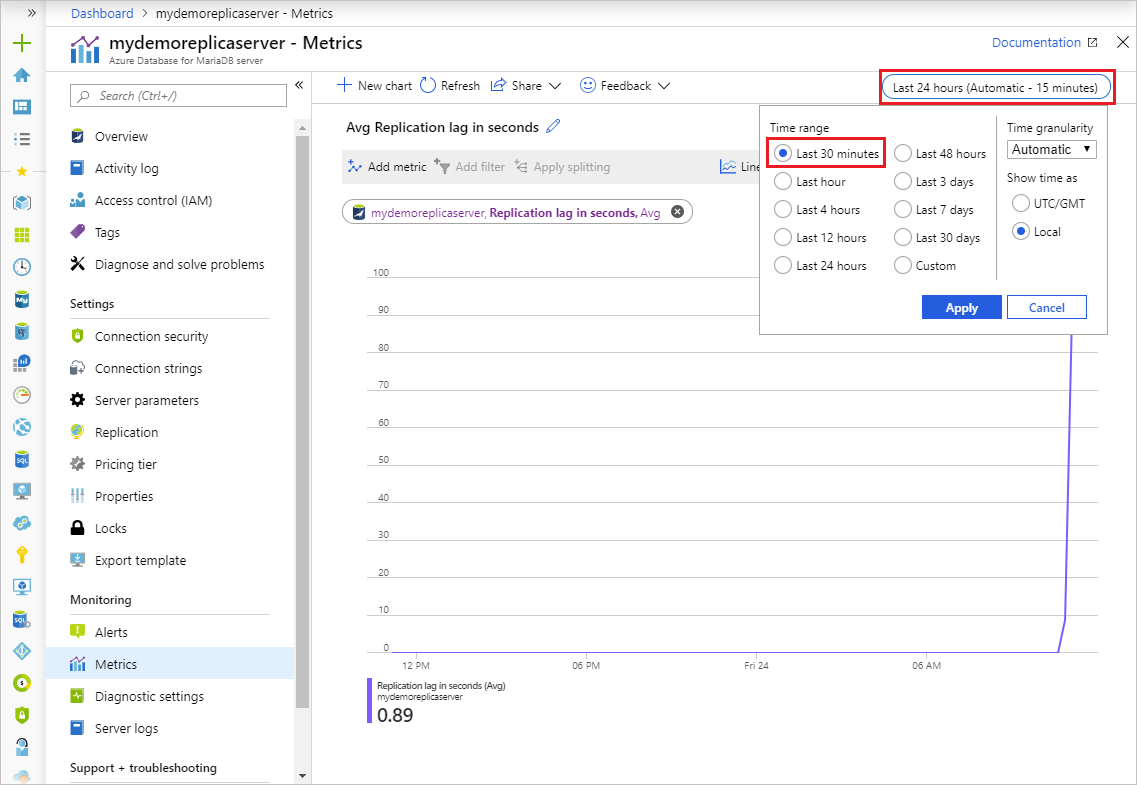 »
Dashboard > mydemoreplicaserver - Metrics
mydemoreplicaserver - Metrics
Azure Database for MariaDB server
Documentation
Search (Ctrl+/)
«
Overview
Activity log
Access control (IAM)
Tags
Diagnose and solve problems
Settings
Connection security
Connection strings
Server parameters
Replication
Pricing tier
Properties
Locks
Export template
Monitoring
Alerts
Metrics
Diagnostic settings
Server logs
Support + troubleshooting
New chart Refresh Share Feedback
Last 24 hours (Automatic - 15 minutes)
Avg Replication lag in seconds
Add metric Add filter Apply splitting Line
mydemoreplicaserver, Replication lag in seconds, Avg
Time range
Last 30 minutes
Last hour
Last 4 hours
Last 12 hours
Last 24 hours
Last 48 hours
Last 3 days
Last 7 days
Last 30 days
Custom
Time granularity
Automatic
Show time as
UTC/GMT
Local
Apply Cancel
100
90
80
70
60
50
40
30
20
10
0
12 PM 06 PM Fri 24 06 AM
Replication lag in seconds (Avg)
mydemoreplicaserver
0.89